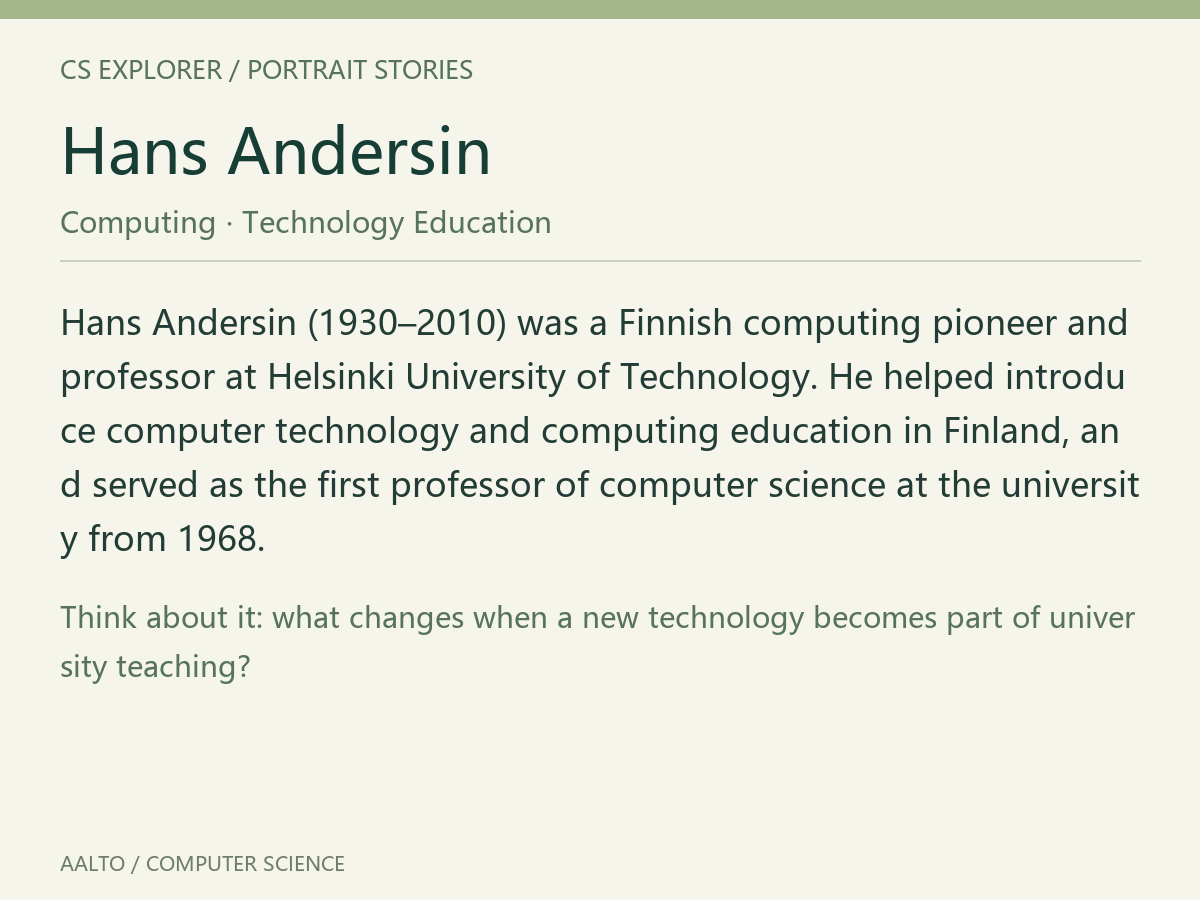 CS EXPLORER / PORTRAIT STORIES
Hans Andersin
Computing · Technology Education
Hans Andersin (1930–2010) was a Finnish computing pioneer and
professor at Helsinki University of Technology. He helped introdu
ce computer technology and computing education in Finland, an
d served as the first professor of computer science at the universit
y from 1968.
Think about it: what changes when a new technology becomes part of univer
sity teaching?
AALTO / COMPUTER SCIENCE